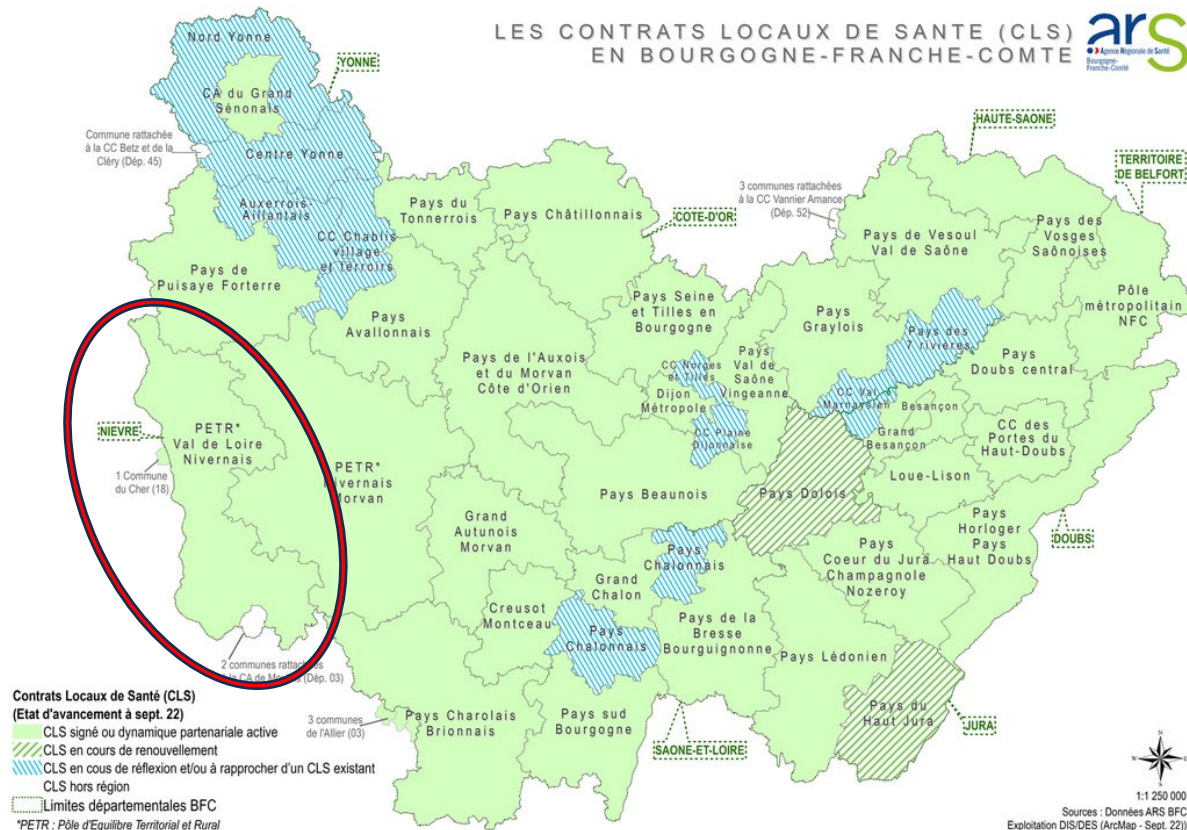 LES CONTRATS LOCAUX DE SANTE (CLS)
EN BOURGOGNE-FRANCHE-COMTE
ars
Agence Régionale de Santé
Bourgogne-
Franche-Comté
Nord Yonne
YONNE
CA du Grand
Sénonais
Commune rattachée
à la CC Betz et de la
Cléry (Dép. 45)
Centre Yonne
Auxerrois-
Aillantais
CC Chablis
village
et terroirs
Pays du
Tonnerrois
Pays Châtillonnais
COTE-D'OR
HAUTE-SAONE
TERRITOIRE
DE BELFORT
3 communes rattachées
à la CC Vannier Amance
(Dép. 52)
Pays de Vesoul
Val de Saône
Pays des
Vosges
Saônoises
Pôle
métropolitain
NFC
Pays de
Puisaye Forterre
Pays
Avallonnais
Pays Seine
et Tilles en
Bourgogne
Pays
Graylois
Pays des
7 rivières
Pays
Doubs central
Pays de l'Auxois
et du Morvan
Côte d'Orien
CC Norges
et Tilles
Dijon
Métropole
Pays
Val de
Saône
Vingeanne
CC Plaine
Dijonnaise
CC Val
Marnaysien
Besançon
Grand
Besançon
CC des
Portes du
Haut-Doubs
NIEVRE
PETR*
Val de Loire
Nivernais
1 Commune
du Cher (18)
PETR*
Nivernais
Morvan
Pays Beaunois
Pays Dolois
Loue-Lison
Grand
Autunois
Morvan
Pays
Horloger
Pays
Haut Doubs
DOUBS
Pays
Chalonnais
Grand
Chalon
Pays
Coeur du Jura
Champagnole
Nozeroy
Creusot
Montceau
Pays
Chalonnais
Pays de la
Bresse
Bourguignonne
Pays Lédonien
2 communes rattachées
la CA de (Dép. 03)
3 communes
de l'Allier (03)
Pays Charolais
Brionnais
Pays sud
Bourgogne
SAONE-ET-LOIRE
Pays du
Haut Jura
JURA
Contrats Locaux de Santé (CLS)
(Etat d'avancement à sept. 22)
CLS signé ou dynamique partenariale active
CLS en cours de renouvellement
CLS en cous de réflexion et/ou à rapprocher d'un CLS existant
CLS hors région
Limites départementales BFC
*PETR : Pôle d'Equilibre Territorial et Rural
N
W
E
S
1:1 250 000
Sources : Données ARS BFC
Exploitation DIS/DES (ArcMap - Sept. 22))